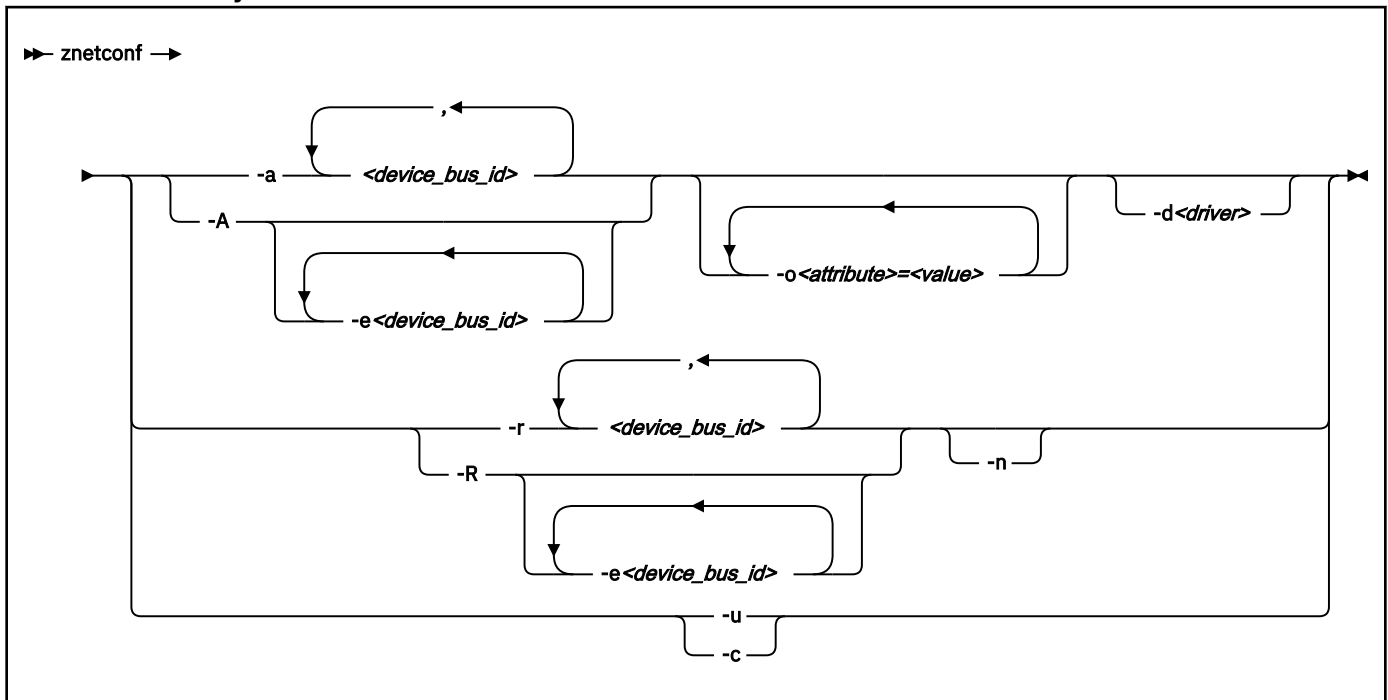 znetconf
,
-a <device_bus_id>
-A
-e<device_bus_id>
-o<attribute>=<value>
-d<driver>
,
-r <device_bus_id>
-R
-e<device_bus_id>
-n
-u
-c